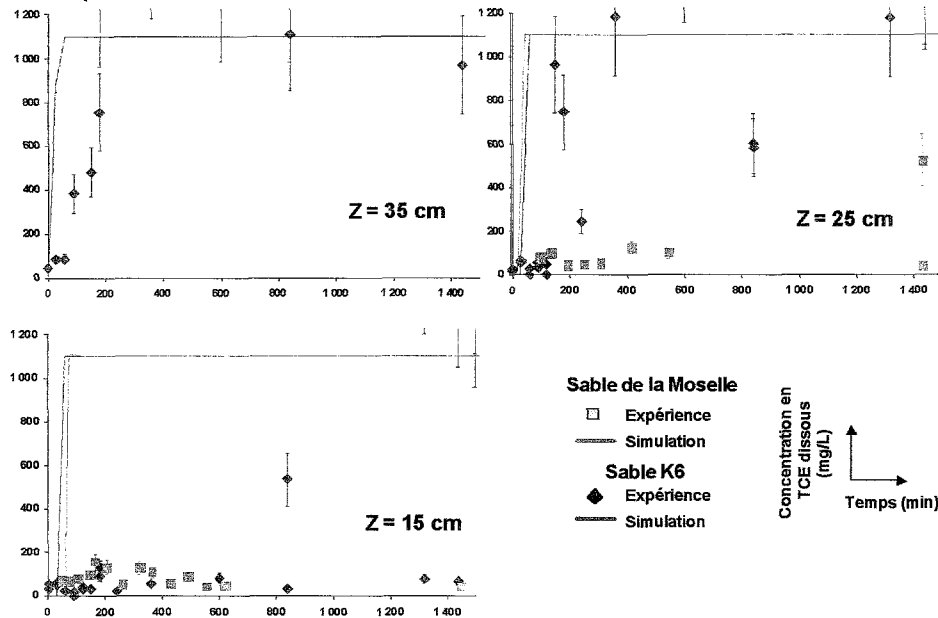 1 200
1 000
800
600
400
200
0
Z = 35 cm
0 200 400 600 800 1 000 1 200 1 400
1 200
1 000
800
600
400
200
0
Z = 25 cm
0 200 400 600 800 1 000 1 200 1 400
1 200
1 000
800
600
400
200
0
Z = 15 cm
0 200 400 600 800 1 000 1 200 1 400
Sable de la Moselle
Expérience
Simulation
Sable K6
Expérience
Simulation
Concentration en
TCE dissous
(mg/L)
Temps (min)